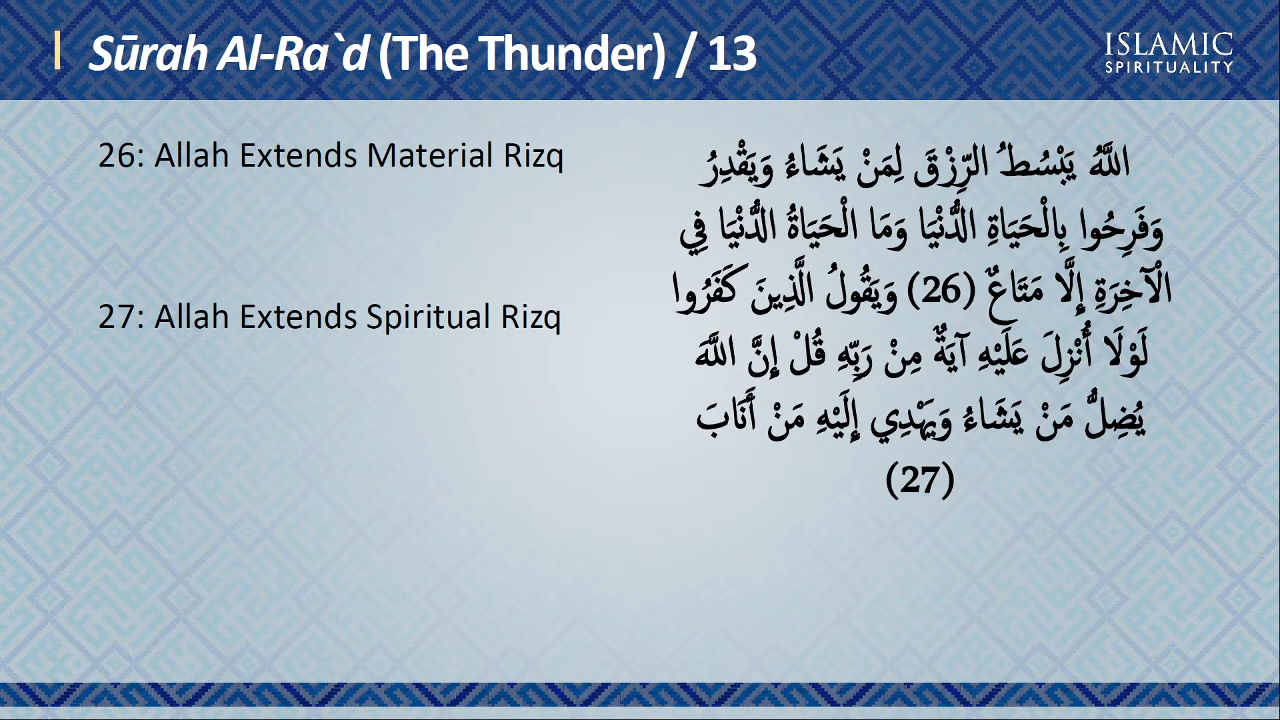 Sūrah Al-Ra`d (The Thunder) / 13
ISLAMIC
SPIRITUALITY
26: Allah Extends Material Rizq
27: Allah Extends Spiritual Rizq
اللَّهُ يَبْسُطُ الرِّزْقَ لِمَنْ يَشَاءُ وَيَقْدِرُ
وَفَرِحُوا بِالْحَيَاةِ الدُّنْيَا وَمَا الْحَيَاةُ الدُّنْيَا فِي
الْآخِرَةِ إِلَّا مَتَاعٌ (26) وَيَقُولُ الَّذِينَ كَفَرُوا
لَوْلَا أُنْزِلَ عَلَيْهِ آيَةٌ مِنْ رَبِّهِ قُلْ إِنَّ اللَّهَ
يُضِلُّ مَنْ يَشَاءُ وَيَهْدِي إِلَيْهِ مَنْ أَنَابَ
(27)